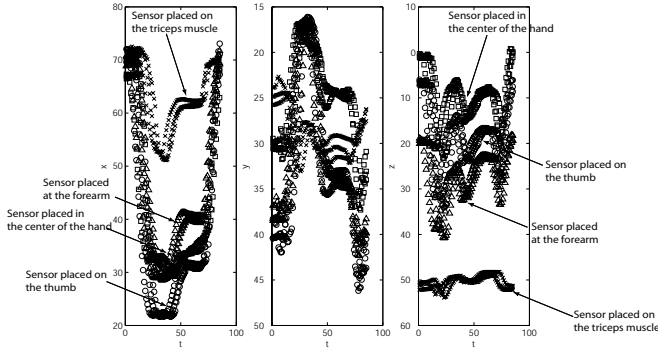 Sensor placed on
the triceps muscle
Sensor placed in
the center of the hand
80
70
60
50
40
30
20
x
0
50
100
t
Sensor placed
at the forearm
Sensor placed in
the center of the hand
Sensor placed on
the thumb
15
20
25
30
35
40
45
50
y
0
50
100
t
0
10
20
30
40
50
60
z
0
50
100
t
Sensor placed on
the thumb
Sensor placed
at the forearm
Sensor placed on
the triceps muscle